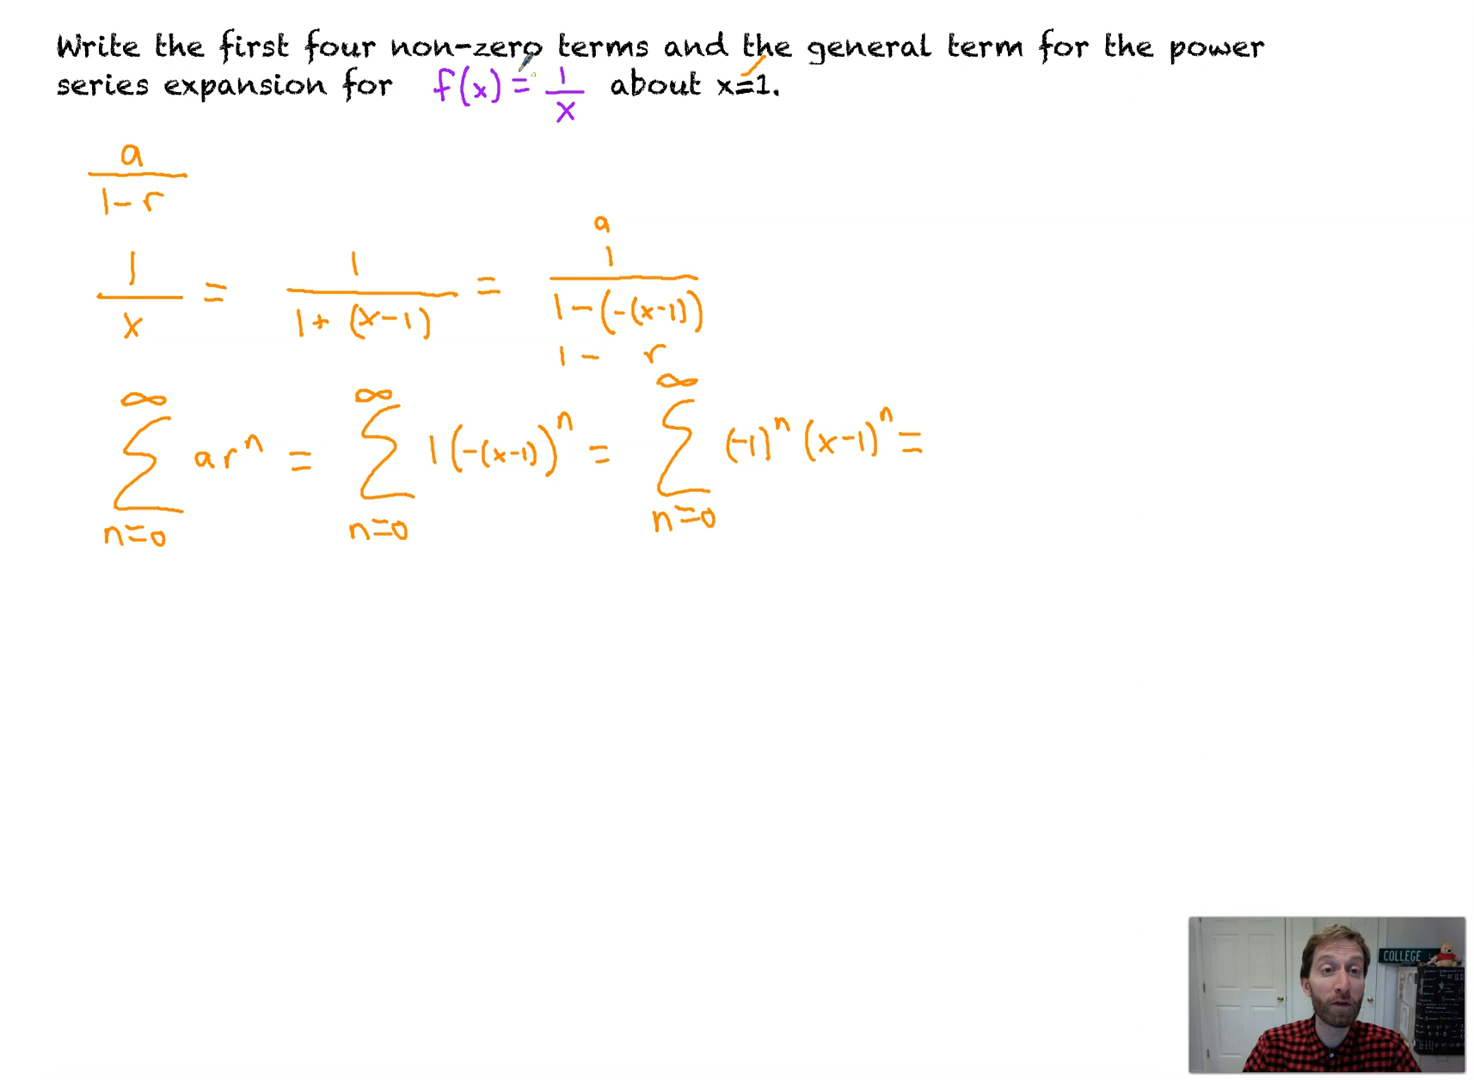 Write the first four non-zero terms and the general term for the power
series expansion for f(x) = 1/x about x=1.
a/(1-r)
a
1/x = 1/(1+(x-1)) = 1/(1-(-(x-1)))
1- r
∞∑n=0 ar^n = ∞∑n=0 1(-(x-1))^n = ∞∑n=0 (-1)^n (x-1)^n =
COLLEGE